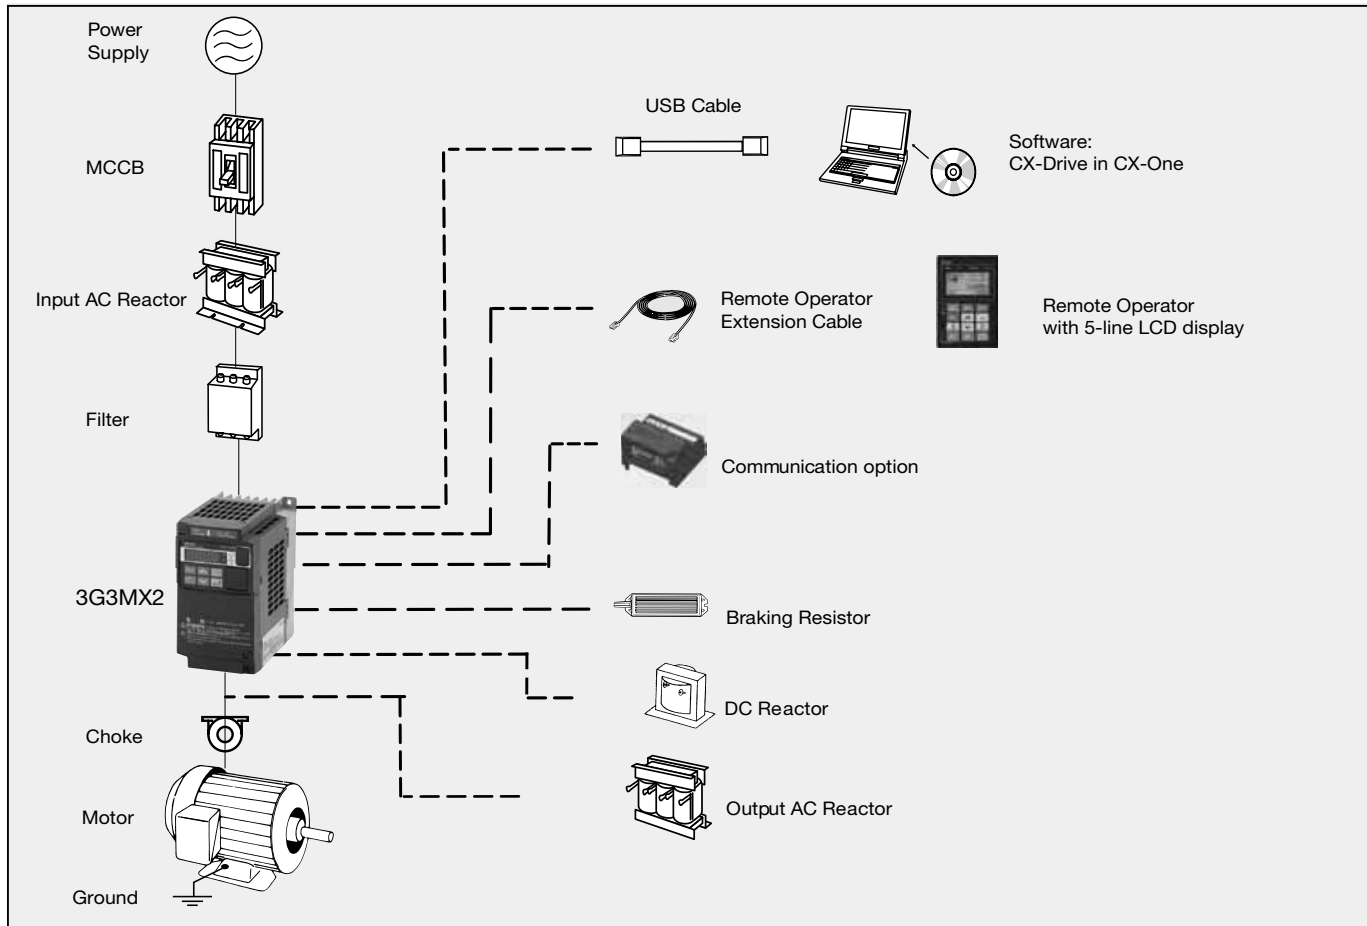 Power
Supply
MCCB
Input AC Reactor
Filter
3G3MX2
Choke
Motor
Ground
USB Cable
Software:
CX-Drive in CX-One
Remote Operator
Extension Cable
Remote Operator
with 5-line LCD display
Communication option
Braking Resistor
DC Reactor
Output AC Reactor